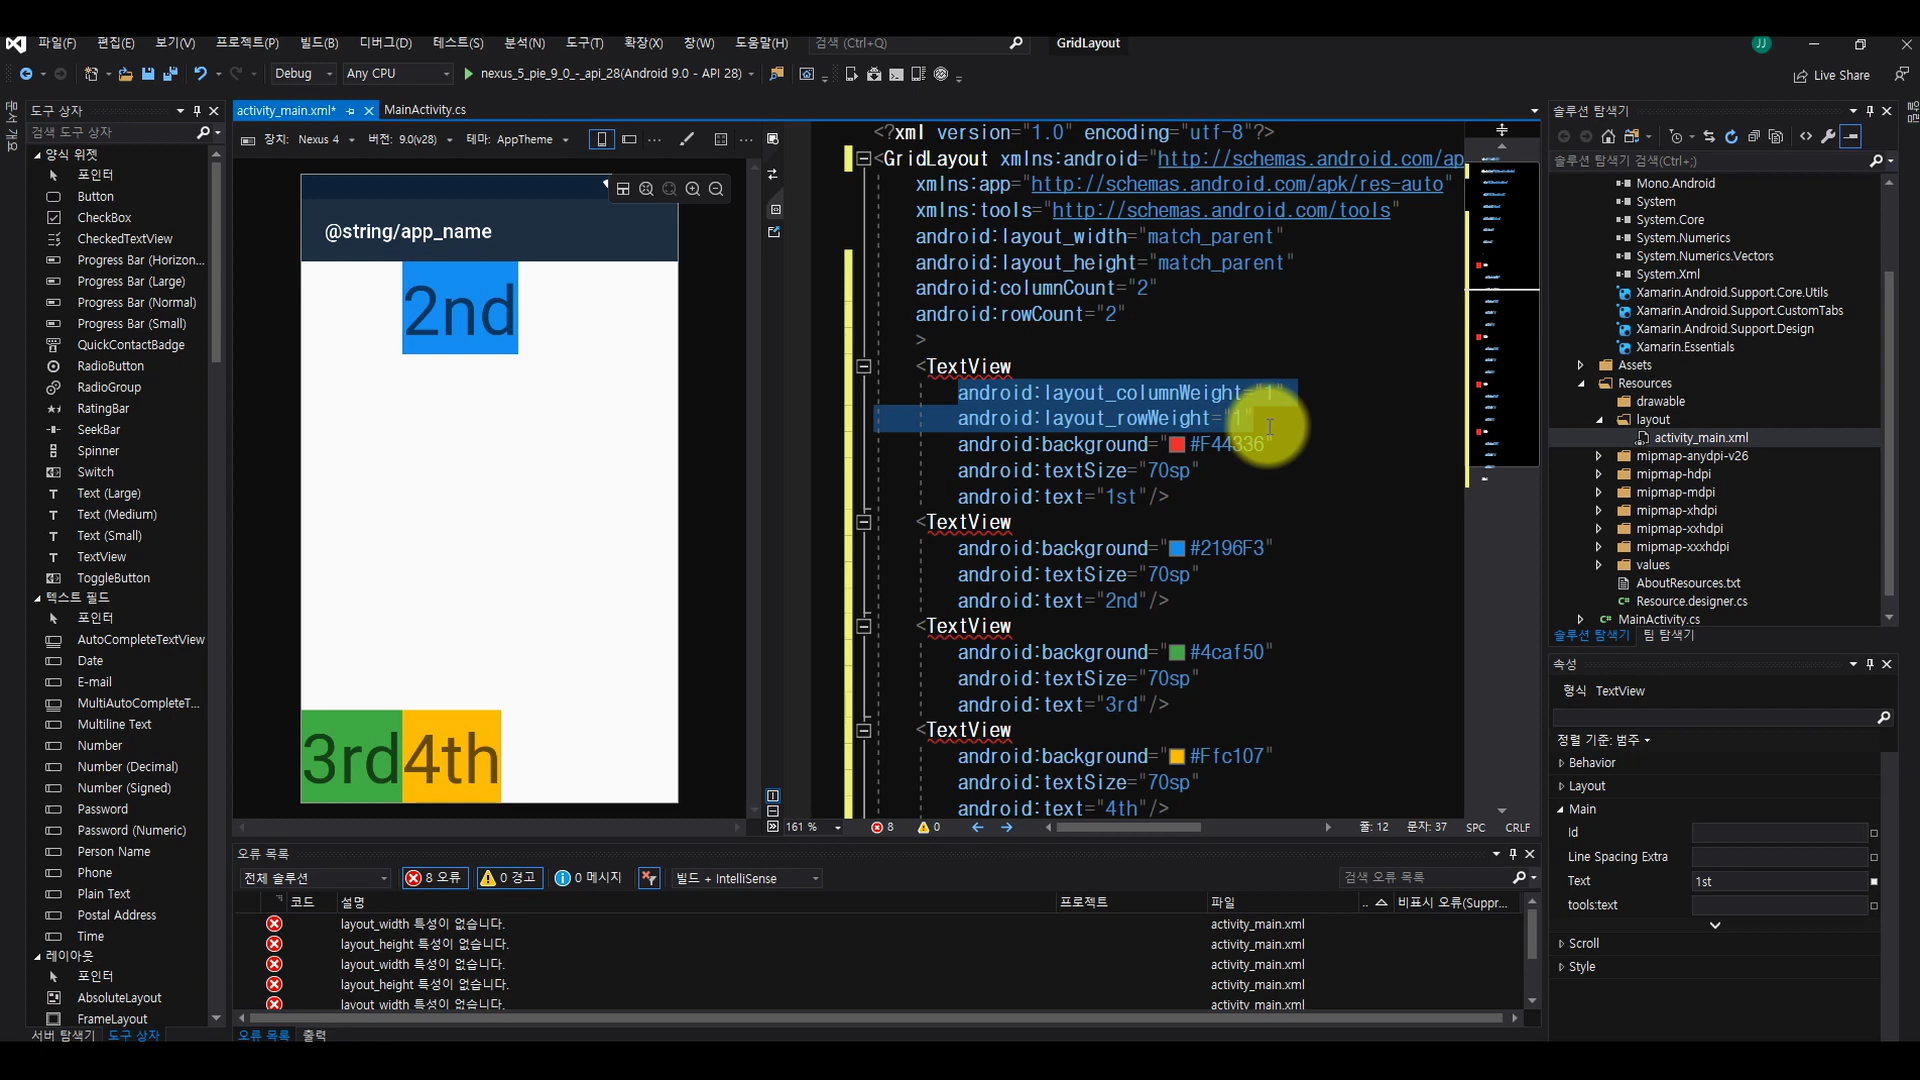 파일(F) 편집(E) 보기(V) 프로젝트(P) 빌드(B) 디버그(D) 테스트(S) 분석(N) 도구(T) 확장(X) 창(W) 도움말(H) 검색 (Ctrl+Q) GridLayout JJ
Debug Any CPU nexus_5_pie_9_0_-_api_28(Android 9.0 - API 28) Live Share
도구 상자
검색 도구 상자
양식 위젯
포인터
Button
CheckBox
CheckedTextView
Progress Bar (Horizon...
Progress Bar (Large)
Progress Bar (Normal)
Progress Bar (Small)
QuickContactBadge
RadioButton
RadioGroup
RatingBar
SeekBar
Spinner
Switch
Text (Large)
Text (Medium)
Text (Small)
TextView
ToggleButton
텍스트 필드
포인터
AutoCompleteTextView
Date
E-mail
MultiAutoCompleteT...
Multiline Text
Number
Number (Decimal)
Number (Signed)
Password
Password (Numeric)
Person Name
Phone
Plain Text
Postal Address
Time
레이아웃
포인터
AbsoluteLayout
FrameLayout
서버 탐색기 도구 상자
activity_main.xml* MainActivity.cs
장치: Nexus 4 버전: 9.0(v28) 테마: AppTheme
@string/app_name
2nd
3rd 4th
<?xml version="1.0" encoding="utf-8"?>
<GridLayout xmlns:android="http://schemas.android.com/ap
xmlns:app="http://schemas.android.com/apk/res-auto"
xmlns:tools="http://schemas.android.com/tools"
android:layout_width="match_parent"
android:layout_height="match_parent"
android:columnCount="2"
android:rowCount="2"
>
<TextView
android:layout_columnWeight="1"
android:layout_rowWeight="1"
android:background="#F44336"
android:textSize="70sp"
android:text="1st"/>
<TextView
android:background="#2196F3"
android:textSize="70sp"
android:text="2nd"/>
<TextView
android:background="#4caf50"
android:textSize="70sp"
android:text="3rd"/>
<TextView
android:background="#Ffc107"
android:textSize="70sp"
android:text="4th"/>
161 % 8 0 줄: 12 문자: 37 SPC CRLF
오류 목록
전체 솔루션 8 오류 0 경고 0 메시지 빌드 + IntelliSense 검색 오류 목록
코드 설명 프로젝트 파일 .. 비표시 오류(Suppr...
layout_width 특성이 없습니다. activity_main.xml
layout_height 특성이 없습니다. activity_main.xml
layout_width 특성이 없습니다. activity_main.xml
layout_height 특성이 없습니다. activity_main.xml
layout_width 특성이 없습니다. activity_main.xml
오류 목록 출력
솔루션 탐색기
솔루션 탐색기 검색(Ctrl+;)
Mono.Android
System
System.Core
System.Numerics
System.Numerics.Vectors
System.Xml
Xamarin.Android.Support.Core.Utils
Xamarin.Android.Support.CustomTabs
Xamarin.Android.Support.Design
Xamarin.Essentials
Assets
Resources
drawable
layout
activity_main.xml
mipmap-anydpi-v26
mipmap-hdpi
mipmap-mdpi
mipmap-xhdpi
mipmap-xxhdpi
mipmap-xxxhdpi
values
AboutResources.txt
Resource.designer.cs
MainActivity.cs
솔루션 탐색기 팀 탐색기
속성
형식 TextView
정렬 기준: 범주
Behavior
Layout
Main
Id
Line Spacing Extra
Text 1st
tools:text
Scroll
Style